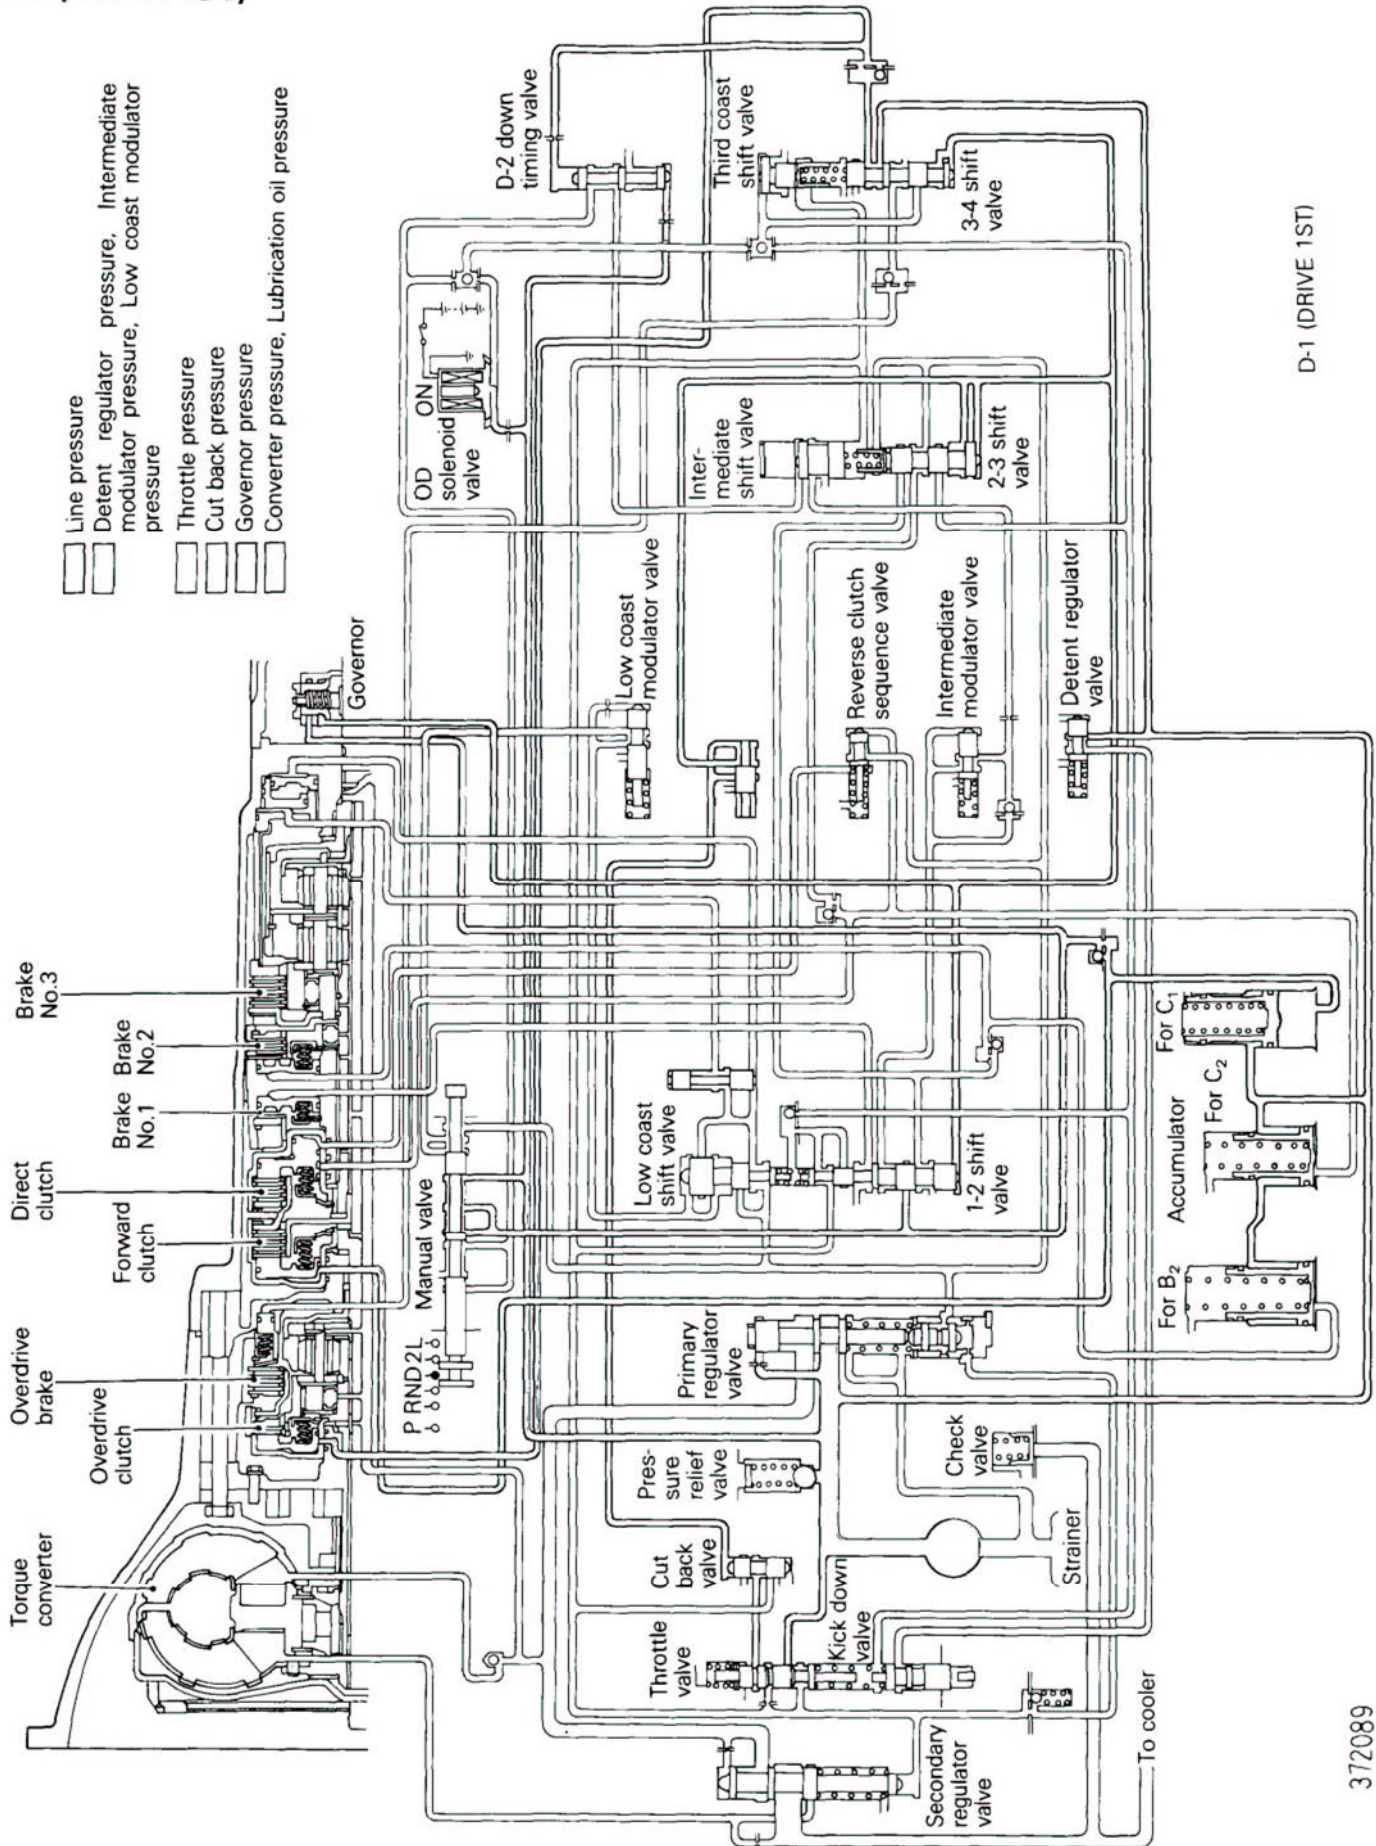 Torque
converter
Overdrive
clutch
Overdrive
brake
Forward
clutch
Direct
clutch
Brake
No.1
Brake
No.2
Brake
No.3
Governor
Line pressure
Detent regulator pressure, Intermediate
modulator pressure, Low coast modulator
pressure
Throttle pressure
Cut back pressure
Governor pressure
Converter pressure, Lubrication oil pressure
P R N D 2 L
Manual valve
OD
solenoid
valve
ON
D-2 down
timing valve
Third coast
shift valve
3-4 shift
valve
Inter-
mediate
shift valve
2-3 shift
valve
Low coast
modulator valve
Reverse clutch
sequence valve
Intermediate
modulator valve
Detent regulator
valve
Low coast
shift valve
1-2 shift
valve
Primary
regulator
valve
Pres-
sure
relief
valve
Check
valve
Cut
back
valve
Throttle
valve
Kick down
valve
Strainer
Secondary
regulator
valve
To cooler
Accumulator
For B2
For C2
For C1
D-1 (DRIVE 1ST)
372089